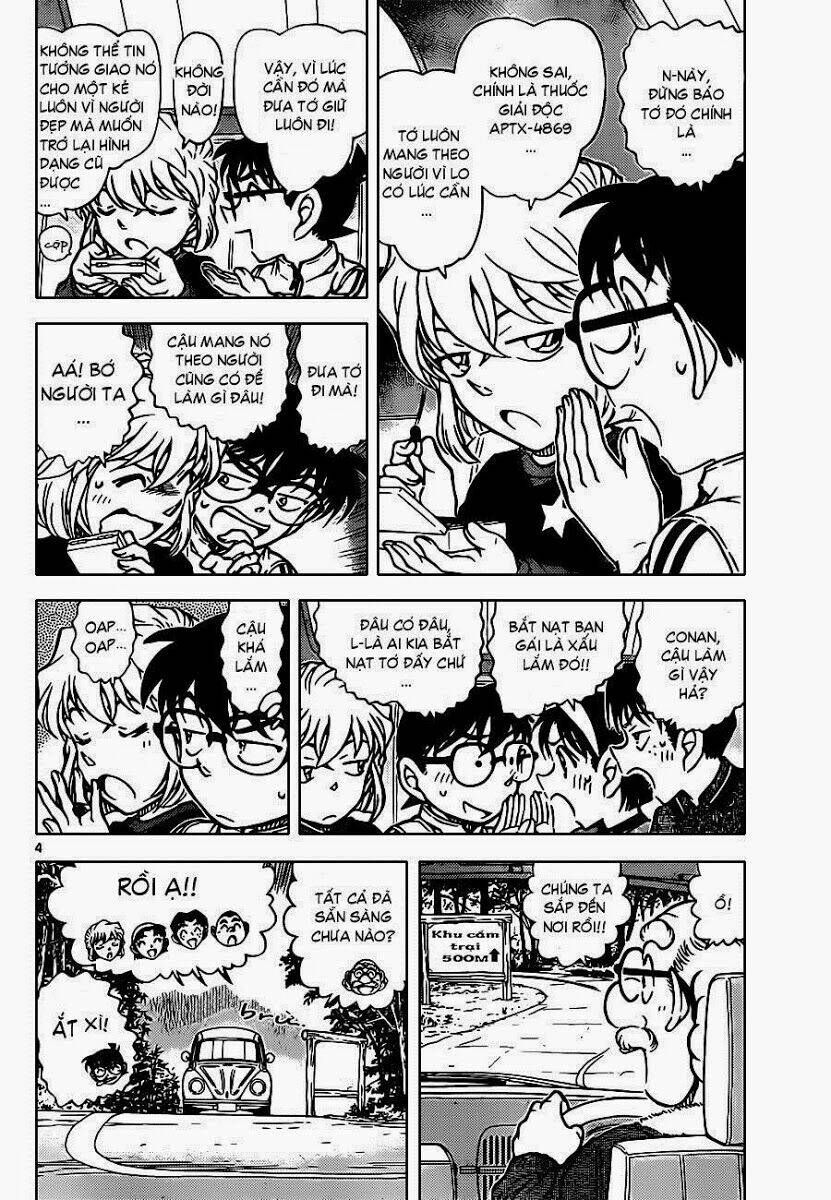 N-NÀY,
ĐỪNG BẢO
TỚ ĐÓ CHÍNH
LÀ
...
KHÔNG SAI,
CHÍNH LÀ THUỐC
GIẢI ĐỘC
APTX-4869
...
TỚ LUÔN
MANG THEO
NGƯỜI VÌ LO
CÓ LÚC CẦN
...
VẬY, VÌ LÚC
CẦN ĐÓ MÀ
ĐƯA TỚ GIỮ
LUÔN ĐI!
KHÔNG
ĐỜI
NÀO!
KHÔNG THỂ TIN
TƯỞNG GIAO NÓ
CHO MỘT KẺ
LUÔN VÌ NGƯỜI
ĐẸP MÀ MUỐN
TRỞ LẠI HÌNH
DẠNG CŨ
ĐƯỢC
...
CỘP
ĐƯA TỚ
ĐI MÀ!
CẬU MANG NÓ
THEO NGƯỜI
CŨNG CÓ ĐỂ
LÀM GÌ ĐÂU!
AÁ! BỚ
NGƯỜI TA
...
CONAN,
CẬU LÀM
GÌ VẬY
HẢ?
BẮT NẠT BẠN
GÁI LÀ XẤU
LẮM ĐÓ!!
ĐÂU CÓ ĐÂU,
L-LÀ AI KIA BẮT
NẠT TỚ ĐẤY CHỨ
...
CẬU
KHÁ
LẮM
...
OAP...
OAP...
4
Ồ!
CHÚNG TA
SẮP ĐẾN
NƠI RỒI!!
Khu cắm
trại
500M
TẤT CẢ ĐÃ
SẴN SÀNG
CHƯA NÀO?
RỒI Ạ!!
ẮT XÌ!